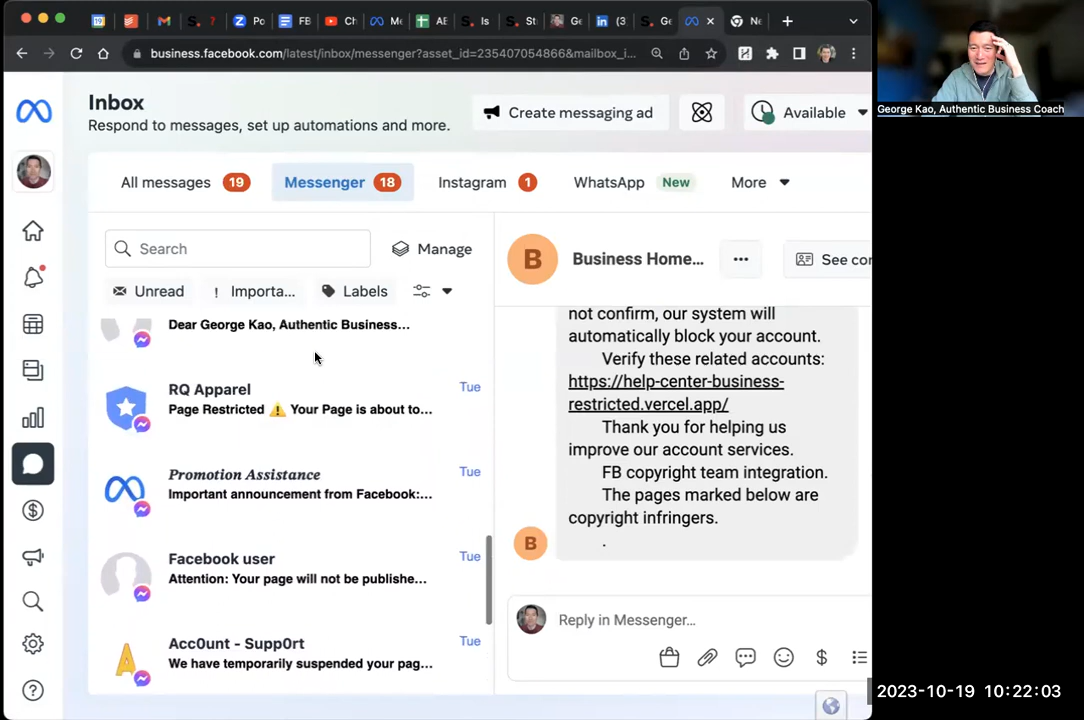 business.facebook.com/latest/inbox/messenger?asset_id=235407054866&mailbox_i...
George Kao, Authentic Business Coach
Inbox
Respond to messages, set up automations and more.
Create messaging ad
Available
All messages 19
Messenger 18
Instagram 1
WhatsApp New
More
Search
Manage
Unread
Importa...
Labels
Dear George Kao, Authentic Business...
RQ Apparel
Tue
Page Restricted ⚠️ Your Page is about to...
Promotion Assistance
Tue
Important announcement from Facebook:...
Facebook user
Tue
Attention: Your page will not be publishe...
Acc0unt - Supp0rt
Tue
We have temporarily suspended your pag...
B
Business Home...
See cor
not confirm, our system will
automatically block your account.
Verify these related accounts:
https://help-center-business-
restricted.vercel.app/
Thank you for helping us
improve our account services.
FB copyright team integration.
The pages marked below are
copyright infringers.
.
B
Reply in Messenger...
2023-10-19 10:22:03